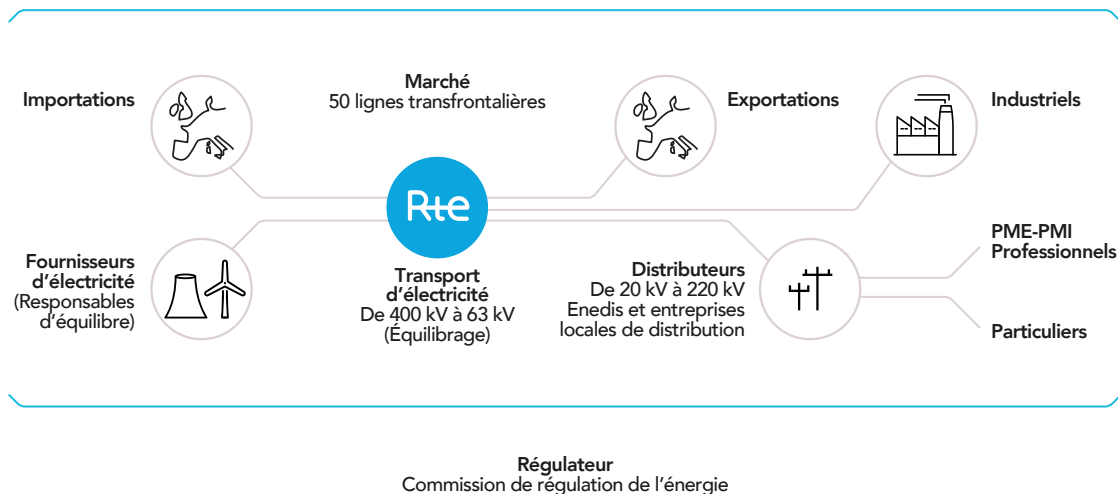 Importations
Marché
50 lignes transfrontalières
Exportations
Industriels
Rte
Fournisseurs
d’électricité
(Responsables
d’équilibre)
Transport
d’électricité
De 400 kV à 63 kV
(Équilibrage)
Distributeurs
De 20 kV à 220 kV
Enedis et entreprises
locales de distribution
PME-PMI
Professionnels
Particuliers
Régulateur
Commission de régulation de l’énergie